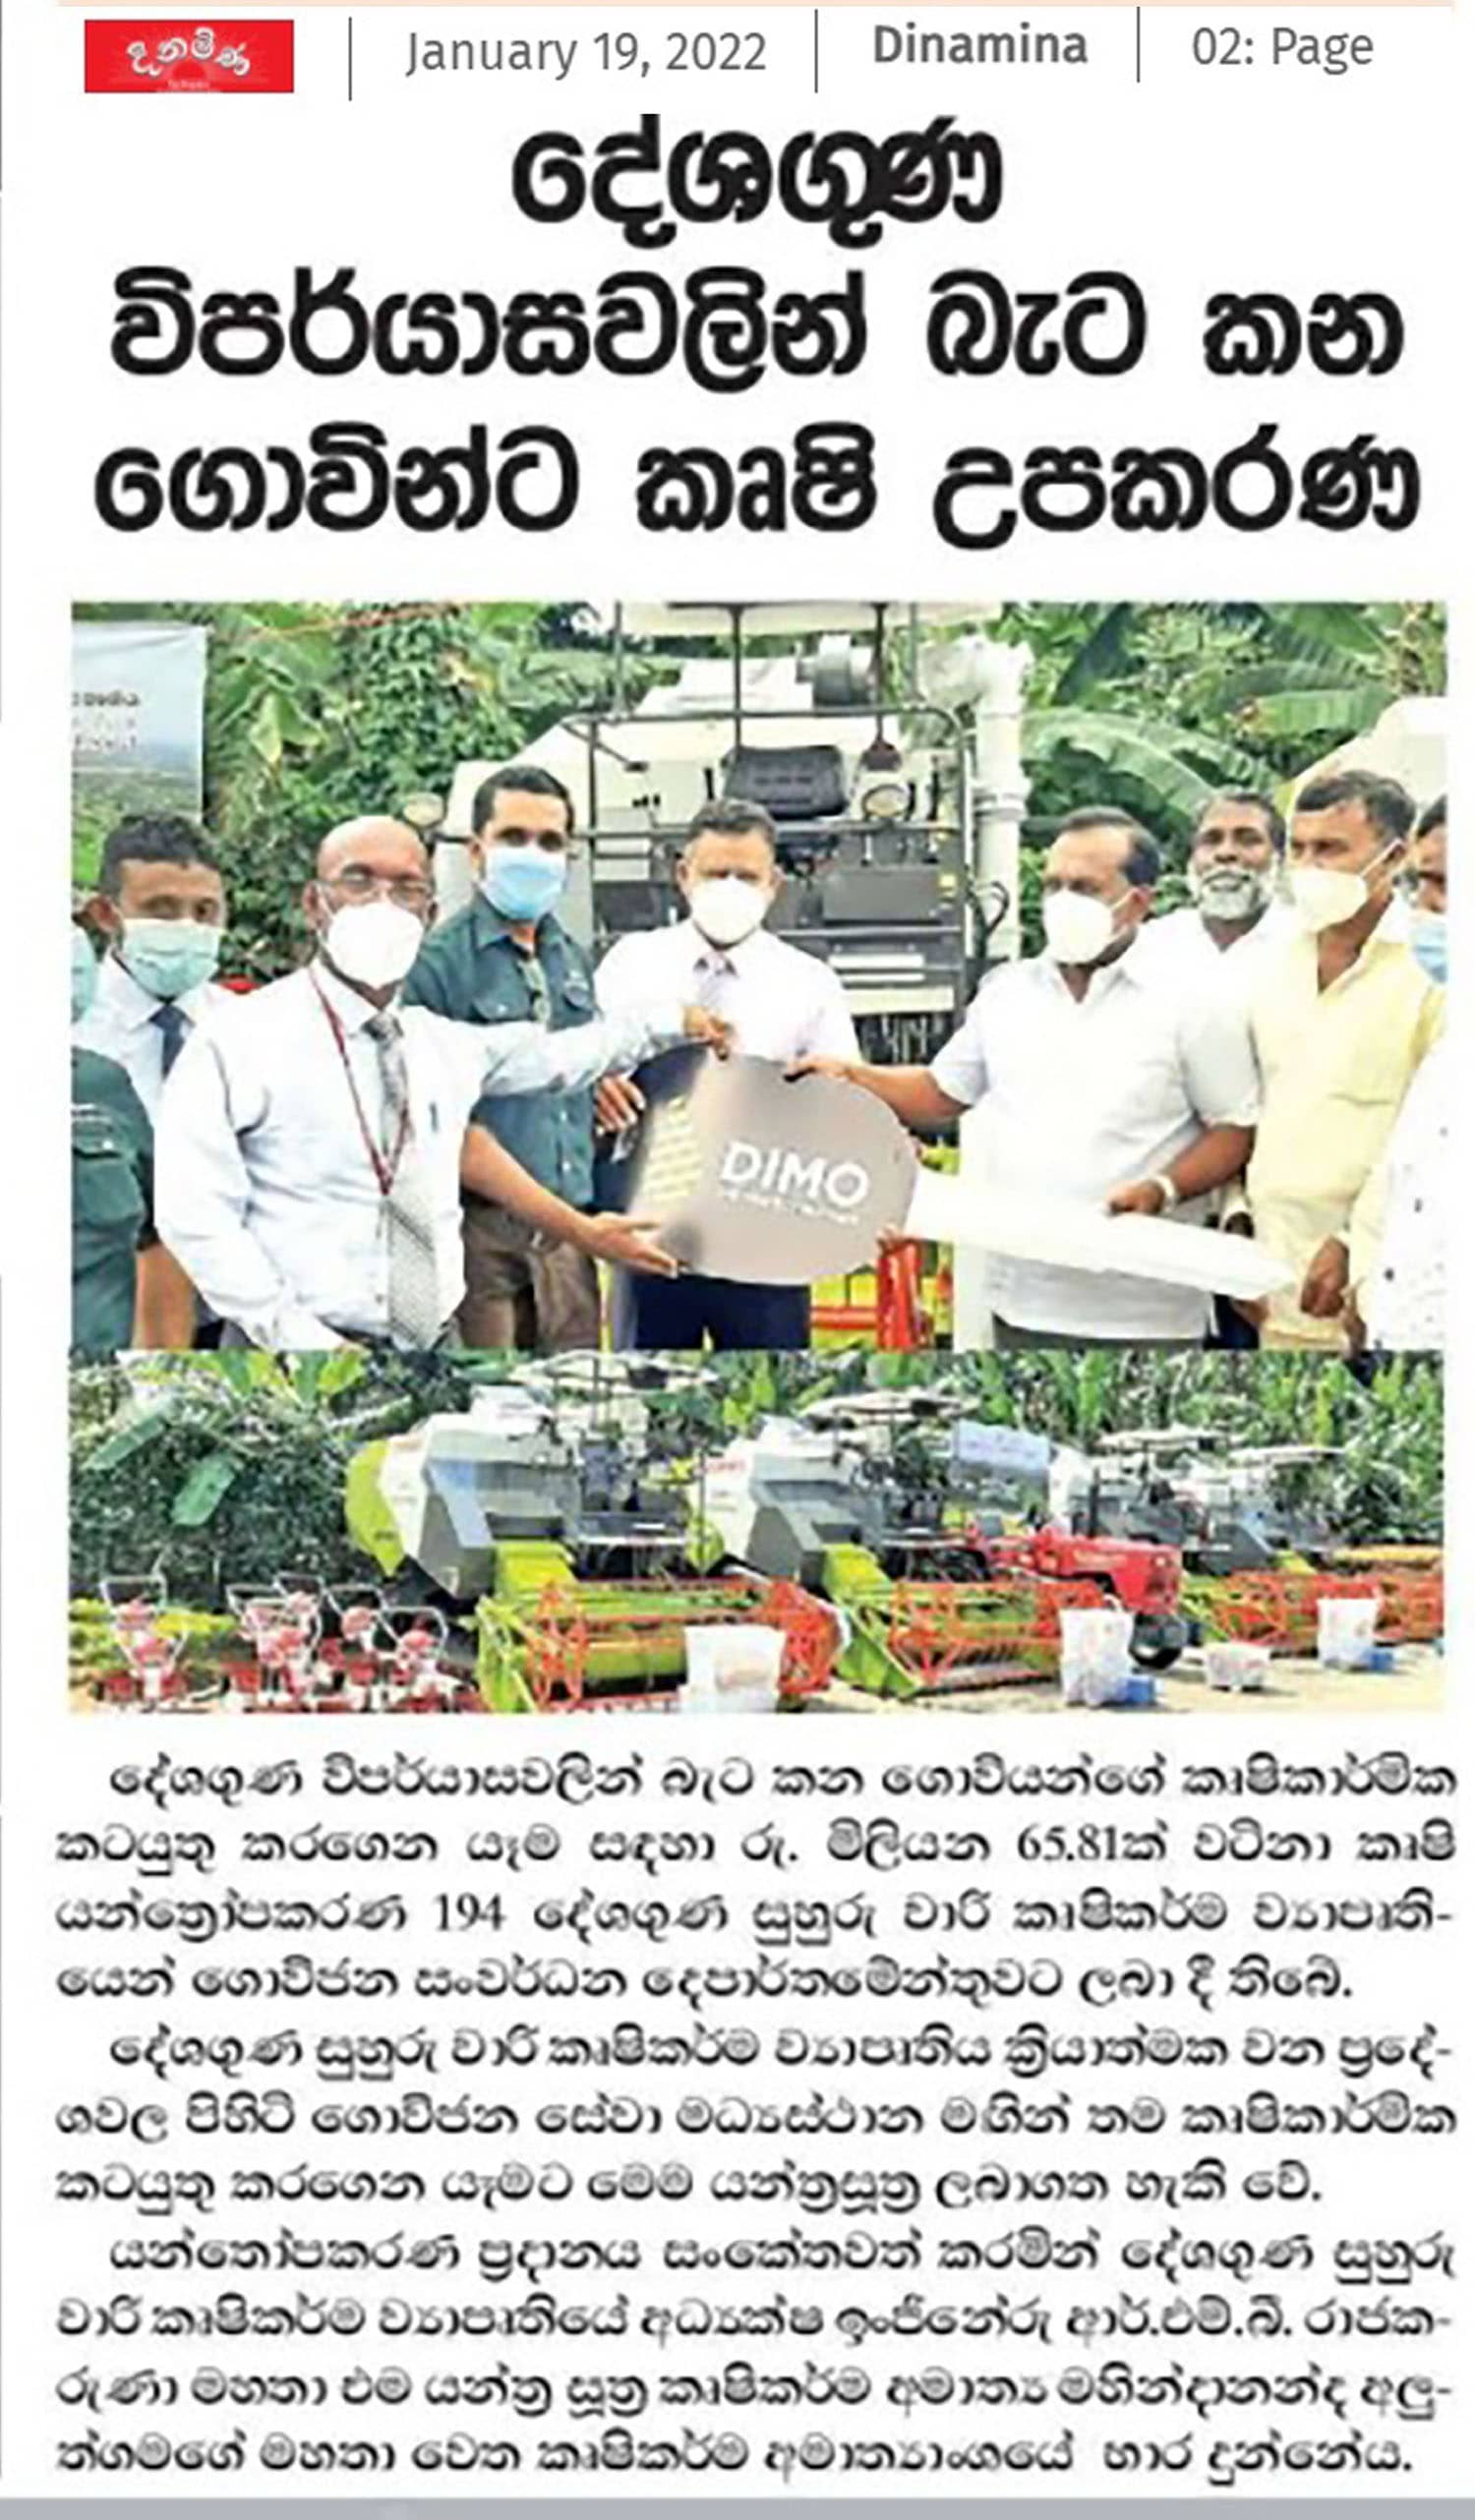 දිනමිණ
January 19, 2022
Dinamina
02: Page
දේශගුණ
විපර්යාසවලින් බැට කන
ගොවින්ට කෘෂි උපකරණ
DIMO
දේශගුණ විපර්යාසවලින් බැට කන ගොවියන්ගේ කෘෂිකාර්මික
කටයුතු කරගෙන යෑම සඳහා රු. මිලියන 65.81ක් වටිනා කෘෂි
යන්ත්‍රෝපකරණ 194 දේශගුණ සුහුරු වාරි කෘෂිකර්ම ව්‍යාපෘති-
යෙන් ගොවිජන සංවර්ධන දෙපාර්තමේන්තුවට ලබා දී තිබේ.
දේශගුණ සුහුරු වාරි කෘෂිකර්ම ව්‍යාපෘතිය ක්‍රියාත්මක වන ප්‍රදේ-
ශවල පිහිටි ගොවිජන සේවා මධ්‍යස්ථාන මගින් තම කෘෂිකාර්මික
කටයුතු කරගෙන යෑමට මෙම යන්ත්‍රසූත්‍ර ලබාගත හැකි වේ.
යන්තෝපකරණ ප්‍රදානය සංකේතවත් කරමින් දේශගුණ සුහුරු
වාරි කෘෂිකර්ම ව්‍යාපෘතියේ අධ්‍යක්ෂ ඉංජිනේරු ආර්.එම්.බී. රාජක-
රුණා මහතා එම යන්ත්‍ර සූත්‍ර කෘෂිකර්ම අමාත්‍ය මහින්දානන්ද අලු-
ත්ගමගේ මහතා වෙත කෘෂිකර්ම අමාත්‍යාංශයේ භාර දුන්නේය.